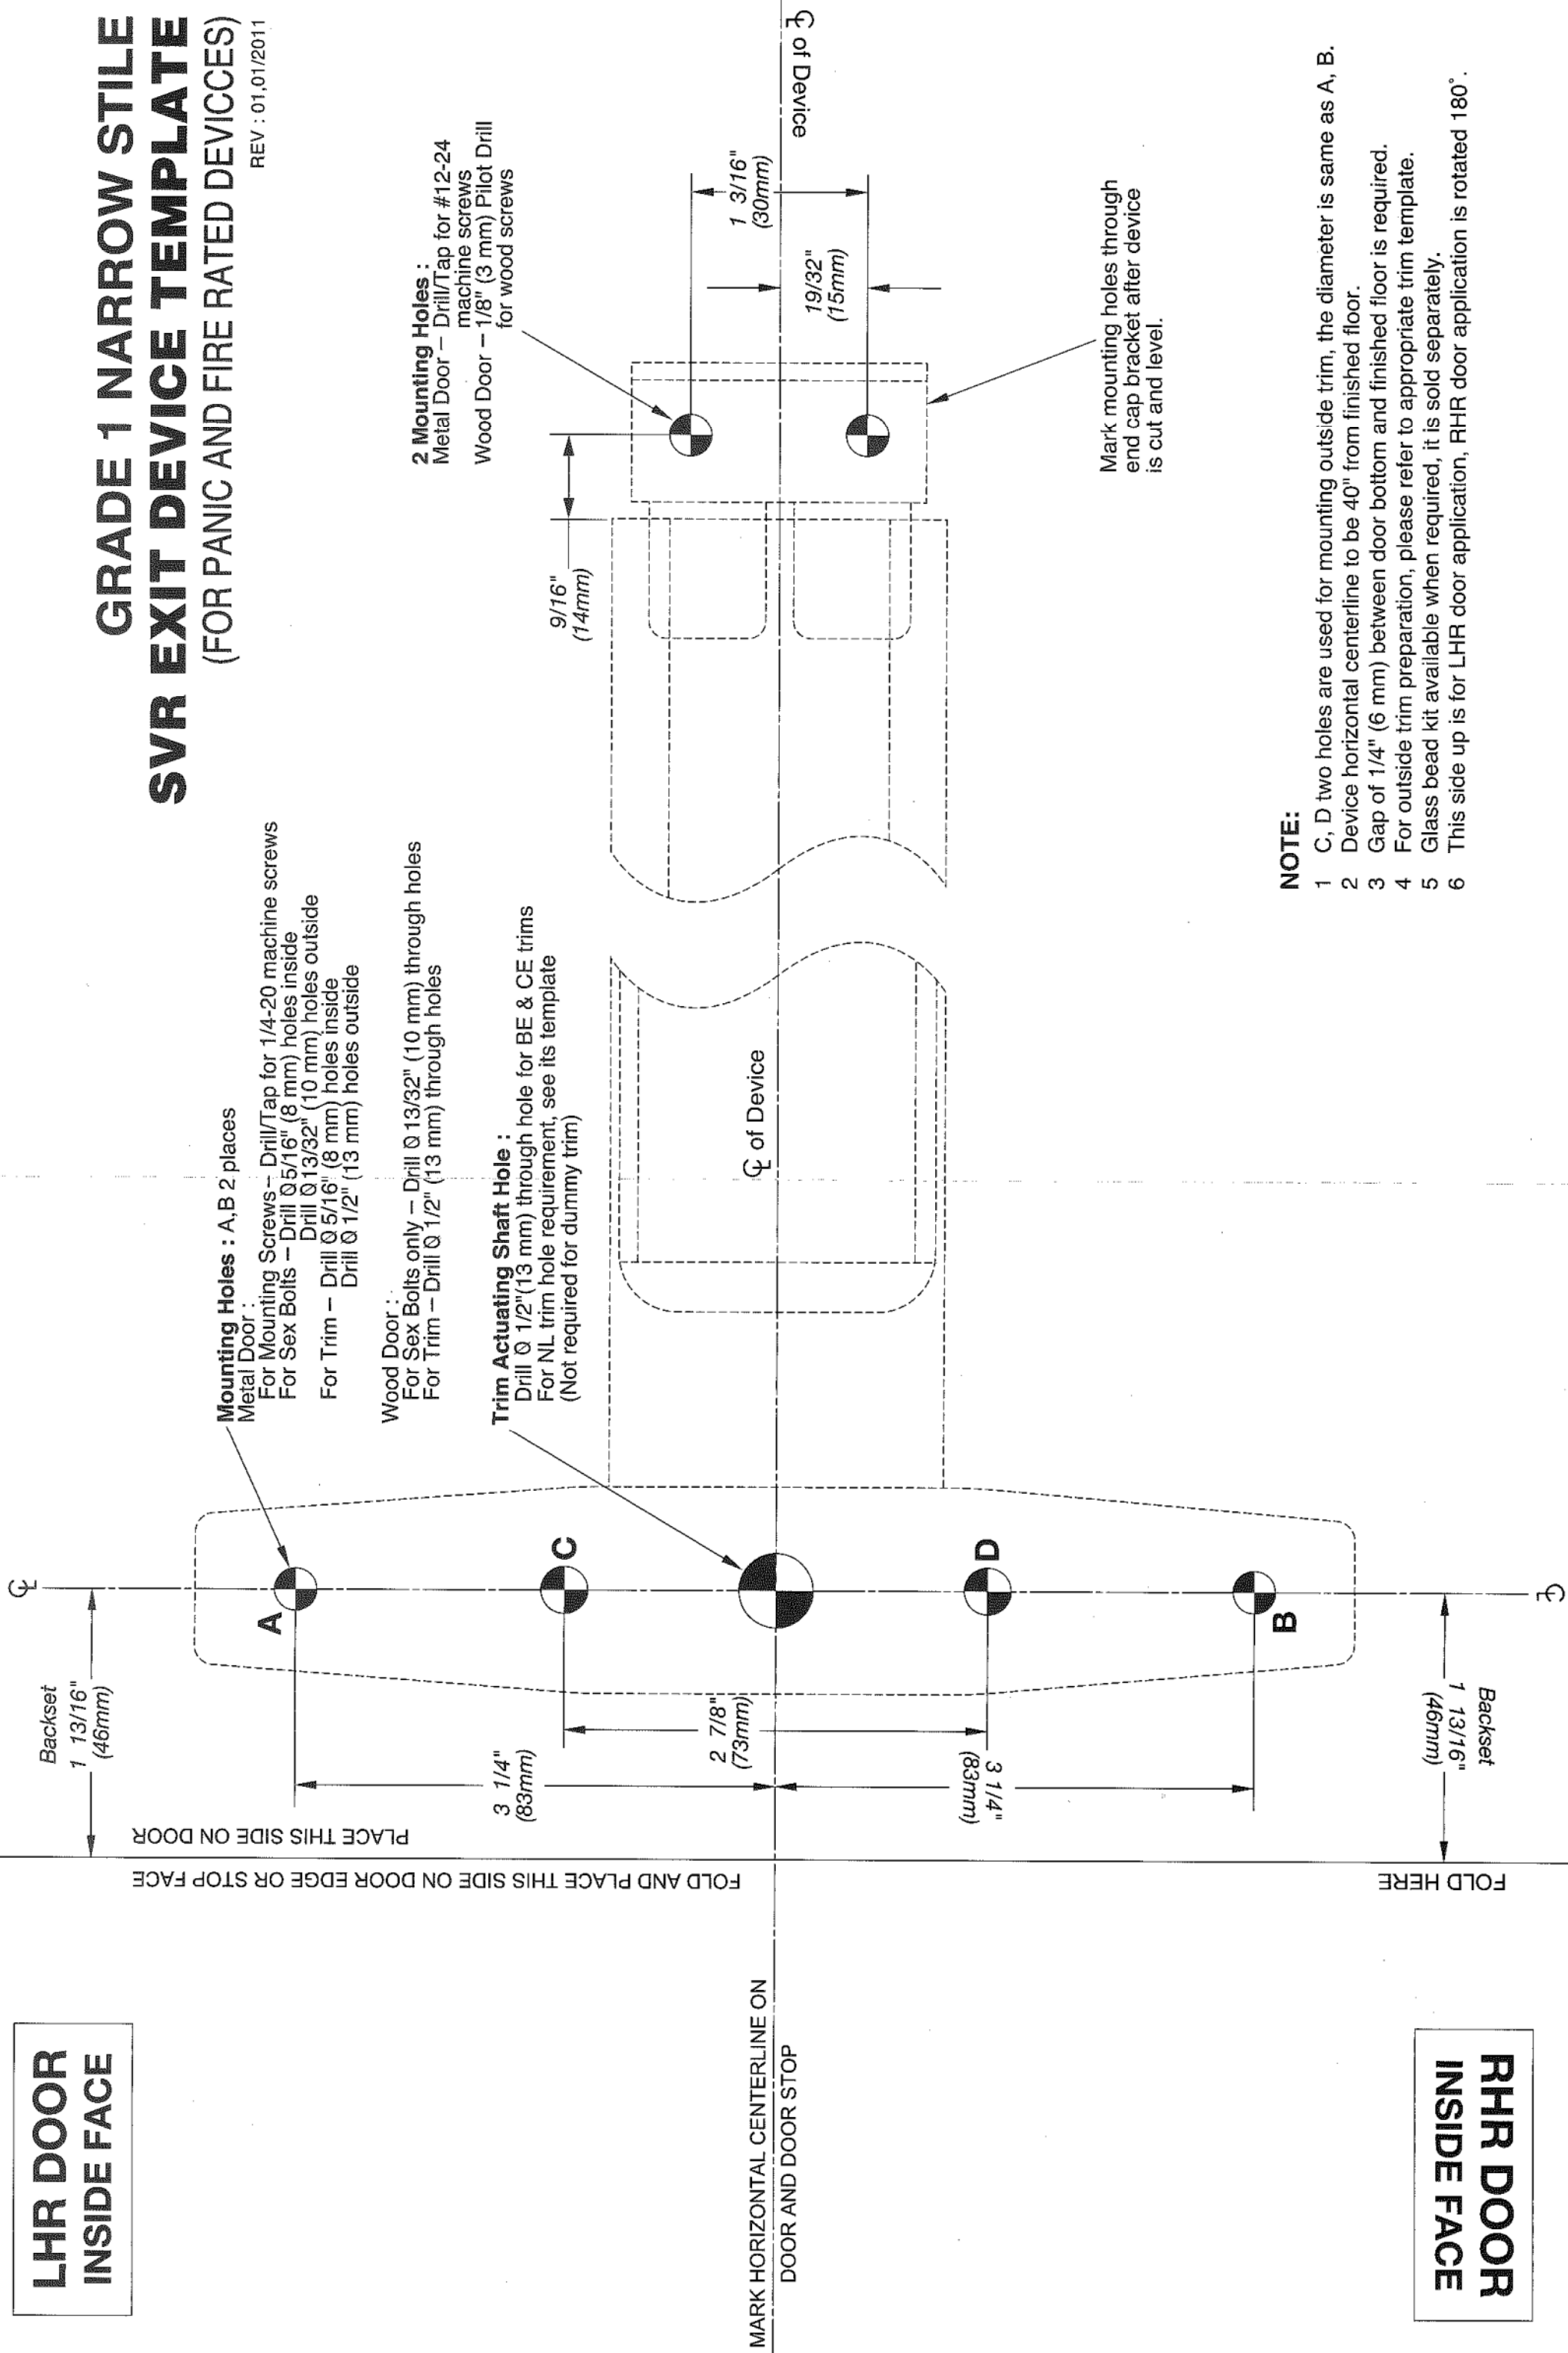 GRADE 1 NARROW STILE
SVR EXIT DEVICE TEMPLATE
(FOR PANIC AND FIRE RATED DEVICCES)
REV : 01,01/2011
LHR DOOR
INSIDE FACE
Backset
1 13/16"
(46mm)
PLACE THIS SIDE ON DOOR
FOLD AND PLACE THIS SIDE ON DOOR EDGE OR STOP FACE
FOLD HERE
Mounting Holes : A,B 2 places
Metal Door :
For Mounting Screws – Drill/Tap for 1/4-20 machine screws
For Sex Bolts – Drill Ø 5/16" (8 mm) holes inside
Drill Ø 13/32" (10 mm) holes outside
For Trim – Drill Ø 5/16" (8 mm) holes inside
Drill Ø 1/2" (13 mm) holes outside
Wood Door :
For Sex Bolts only – Drill Ø 13/32" (10 mm) through holes
For Trim – Drill Ø 1/2" (13 mm) through holes
Trim Actuating Shaft Hole :
Drill Ø 1/2"(13 mm) through hole for BE & CE trims
For NL trim hole requirement, see its template
(Not required for dummy trim)
2 Mounting Holes :
Metal Door – Drill/Tap for #12-24
machine screws
Wood Door – 1/8" (3 mm) Pilot Drill
for wood screws
9/16"
(14mm)
1 3/16"
(30mm)
19/32"
(15mm)
℄ of Device
℄ of Device
℄
A
C
D
B
℄
3 1/4"
(83mm)
2 7/8"
(73mm)
3 1/4"
(83mm)
MARK HORIZONTAL CENTERLINE ON
DOOR AND DOOR STOP
Mark mounting holes through
end cap bracket after device
is cut and level.
Backset
1 13/16"
(46mm)
RHR DOOR
INSIDE FACE
NOTE:
1 C, D two holes are used for mounting outside trim, the diameter is same as A, B.
2 Device horizontal centerline to be 40" from finished floor.
3 Gap of 1/4" (6 mm) between door bottom and finished floor is required.
4 For outside trim preparation, please refer to appropriate trim template.
5 Glass bead kit available when required, it is sold separately.
6 This side up is for LHR door application, RHR door application is rotated 180°.